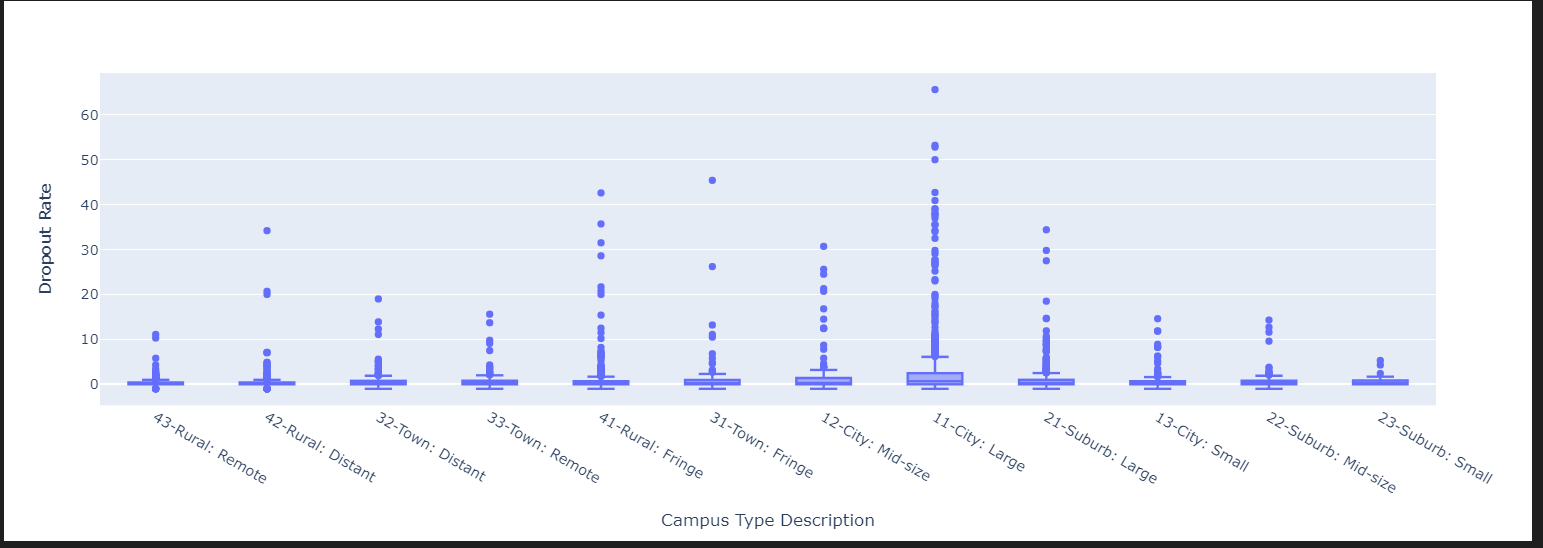 Dropout Rate
60
50
40
30
20
10
0
43-Rural: Remote
42-Rural: Distant
32-Town: Distant
33-Town: Remote
41-Rural: Fringe
31-Town: Fringe
12-City: Mid-size
11-City: Large
21-Suburb: Large
13-City: Small
22-Suburb: Mid-size
23-Suburb: Small
Campus Type Description